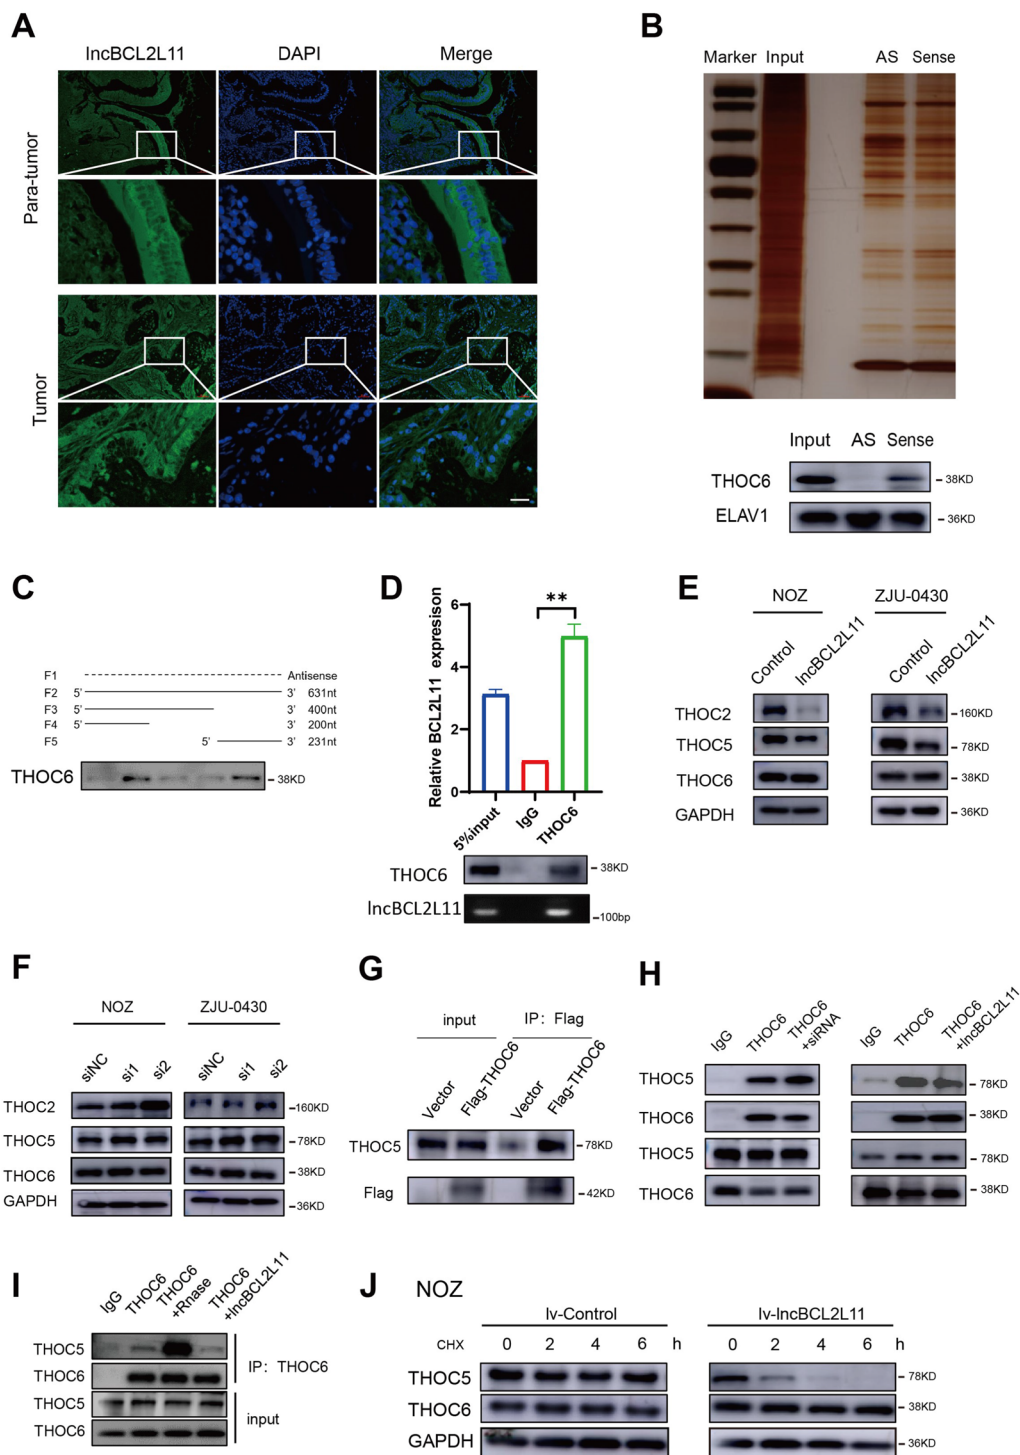 A
lncBCL2L11 DAPI Merge
Para-tumor
Tumor
B
Marker Input AS Sense
Input AS Sense
THOC6 38KD
ELAV1 36KD
C
F1 Antisense
F2 5' 3' 631nt
F3 5' 3' 400nt
F4 5' 3' 200nt
F5 5' 3' 231nt
THOC6 38KD
D
Relative BCL2L11 expresison
6
4
2
0
**
5%input IgG THOC6
THOC6 38KD
lncBCL2L11 100bp
E
NOZ ZJU-0430
Control lncBCL2L11 Control lncBCL2L11
THOC2 160KD
THOC5 78KD
THOC6 38KD
GAPDH 36KD
F
NOZ ZJU-0430
siNC si1 si2 siNC si1 si2
THOC2 160KD
THOC5 78KD
THOC6 38KD
GAPDH 36KD
G
input IP: Flag
Vector Flag-THOC6 Vector Flag-THOC6
THOC5 78KD
Flag 42KD
H
IgG THOC6 THOC6 +siRNA IgG THOC6 THOC6 +lncBCL2L11
THOC5 78KD
THOC6 38KD
THOC5 78KD
THOC6 38KD
I
IgG THOC6 THOC6 +Rnase THOC6 +lncBCL2L11
THOC5
THOC6
IP: THOC6
THOC5
THOC6
input
J NOZ
lv-Control lv-lncBCL2L11
CHX 0 2 4 6 h 0 2 4 6 h
THOC5 78KD
THOC6 38KD
GAPDH 36KD